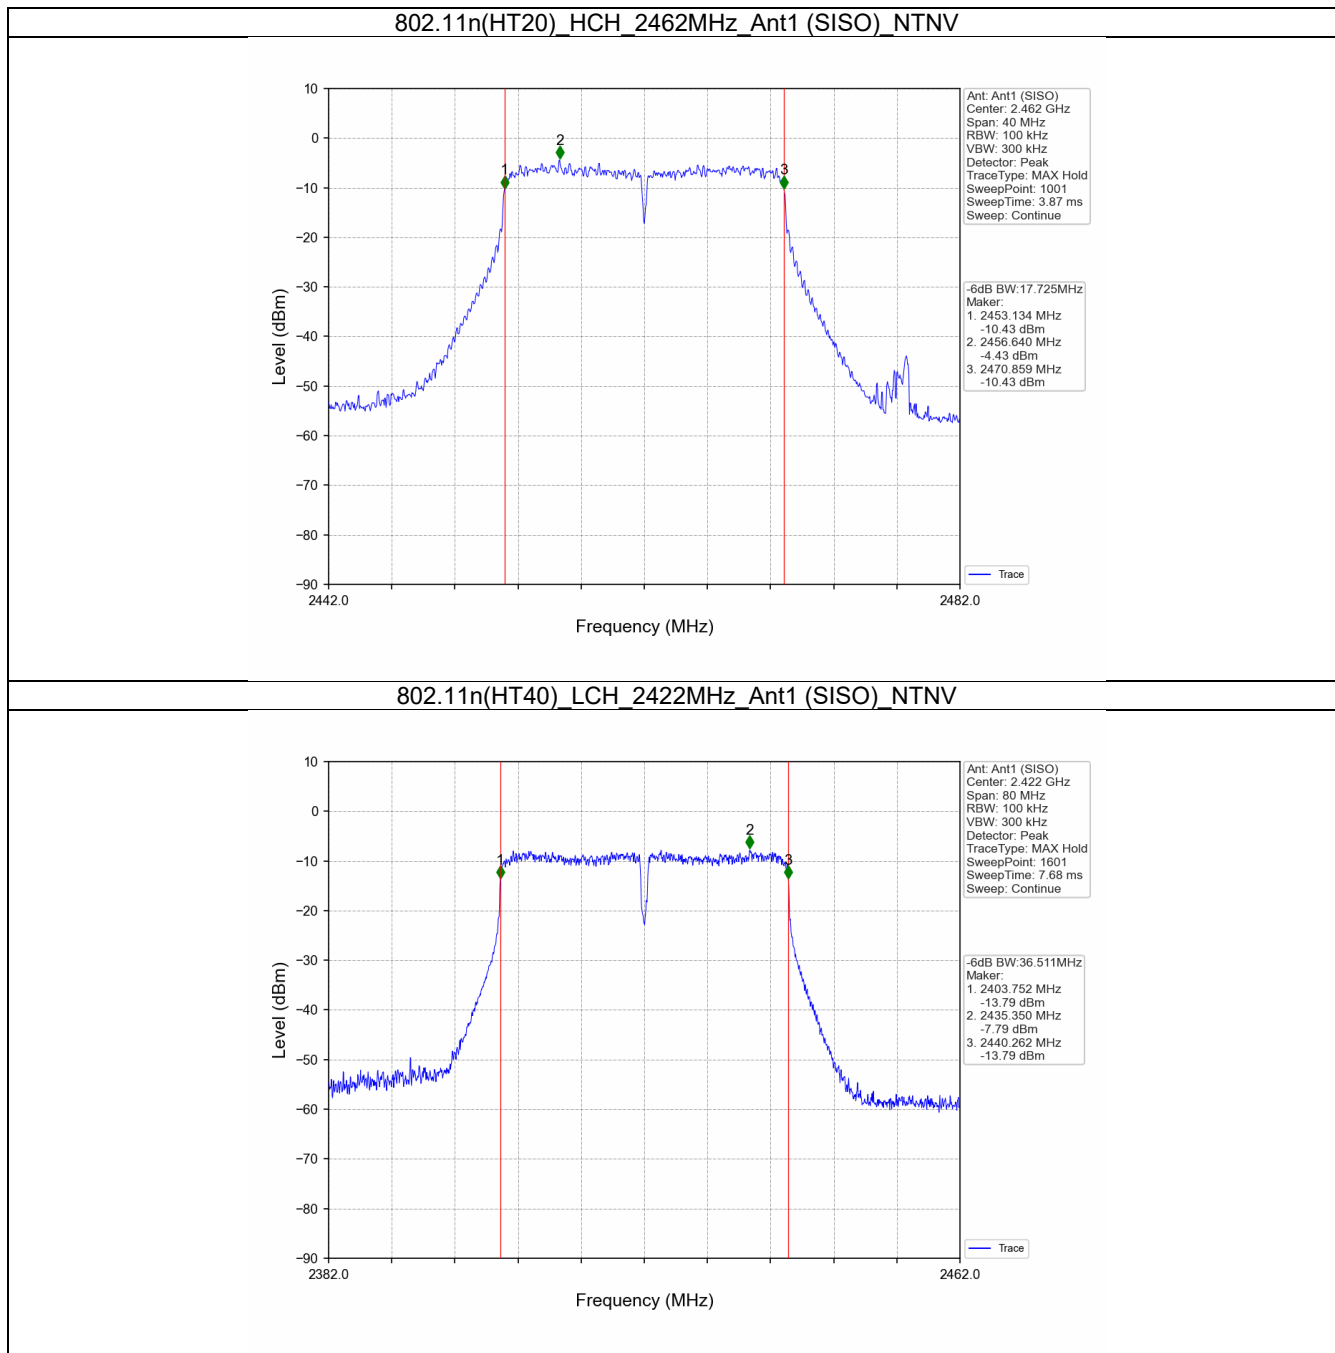 802.11n(HT20)_HCH_2462MHz_Ant1 (SISO)_NTNV
10
0
−10
−20
−30
−40
−50
−60
−70
−80
−90
Level (dBm)
1
2
3
2442.0
2482.0
Frequency (MHz)
Ant: Ant1 (SISO)
Center: 2.462 GHz
Span: 40 MHz
RBW: 100 kHz
VBW: 300 kHz
Detector: Peak
TraceType: MAX Hold
SweepPoint: 1001
SweepTime: 3.87 ms
Sweep: Continue
-6dB BW:17.725MHz
Maker:
1. 2453.134 MHz
-10.43 dBm
2. 2456.640 MHz
-4.43 dBm
3. 2470.859 MHz
-10.43 dBm
Trace
802.11n(HT40)_LCH_2422MHz_Ant1 (SISO)_NTNV
10
0
−10
−20
−30
−40
−50
−60
−70
−80
−90
Level (dBm)
1
2
3
2382.0
2462.0
Frequency (MHz)
Ant: Ant1 (SISO)
Center: 2.422 GHz
Span: 80 MHz
RBW: 100 kHz
VBW: 300 kHz
Detector: Peak
TraceType: MAX Hold
SweepPoint: 1601
SweepTime: 7.68 ms
Sweep: Continue
-6dB BW:36.511MHz
Maker:
1. 2403.752 MHz
-13.79 dBm
2. 2435.350 MHz
-7.79 dBm
3. 2440.262 MHz
-13.79 dBm
Trace